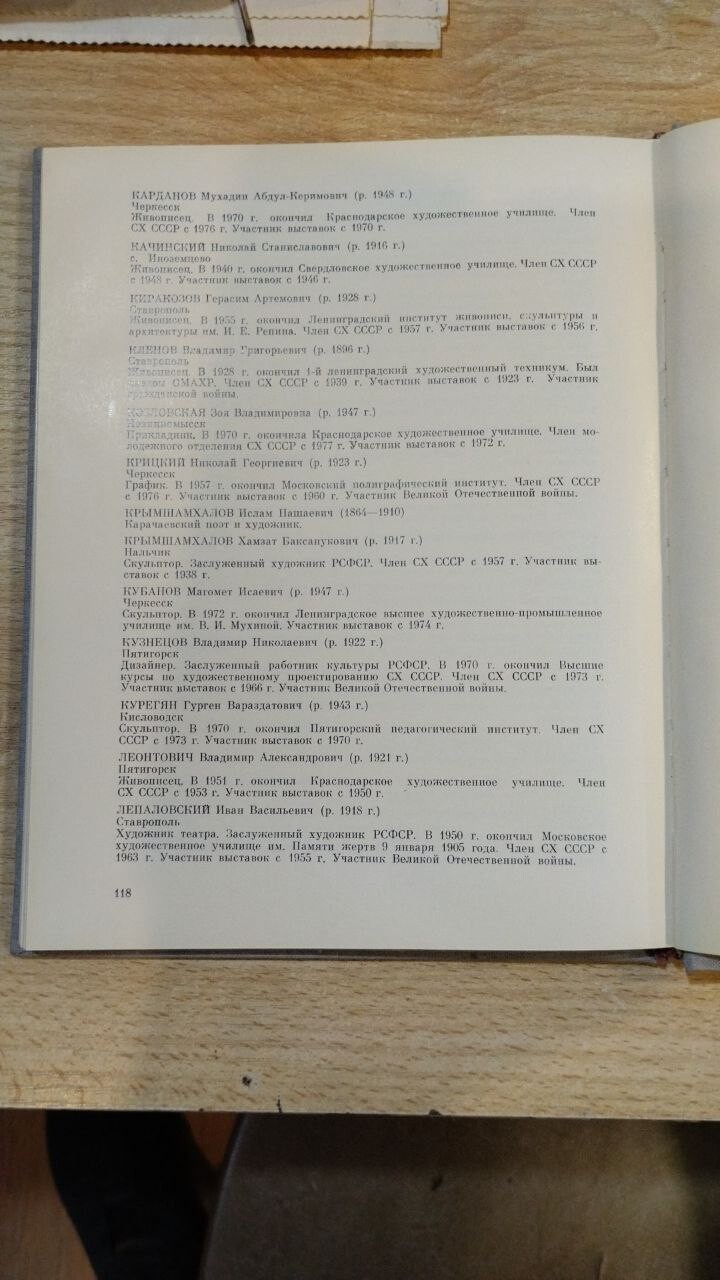 КАРДАНОВ Мухадин Абдул-Керимович (р. 1948 г.)
Черкесск
Живописец. В 1970 г. окончил Краснодарское художественное училище. Член
СХ СССР с 1976 г. Участник выставок с 1970 г.
КАЧИНСКИЙ Николай Станиславович (р. 1916 г.)
с. Иноземцево
Живописец. В 1940 г. окончил Свердловское художественное училище. Член СХ СССР
с 1948 г. Участник выставок с 1946 г.
КИРАКОЗОВ Герасим Артемович (р. 1928 г.)
Ставрополь
Живописец. В 1955 г. окончил Ленинградский институт живописи, скульптуры и
архитектуры им. И. Е. Репина. Член СХ СССР с 1957 г. Участник выставок с 1956 г.
КЛЕНОВ Владимир Григорьевич (р. 1896 г.)
Ставрополь
Живописец. В 1928 г. окончил 1-й ленинградский художественный техникум. Был
членом ОМАХР. Член СХ СССР с 1939 г. Участник выставок с 1923 г. Участник
гражданской войны.
КОЗЛОВСКАЯ Зоя Владимировна (р. 1947 г.)
Невинномысск
Прикладник. В 1970 г. окончила Краснодарское художественное училище. Член мо-
лодежного отделения СХ СССР с 1977 г. Участник выставок с 1972 г.
КРИЦКИЙ Николай Георгиевич (р. 1923 г.)
Черкесск
График. В 1957 г. окончил Московский полиграфический институт. Член СХ СССР
с 1976 г. Участник выставок с 1960 г. Участник Великой Отечественной войны.
КРЫМШАМХАЛОВ Ислам Пашаевич (1864—1910)
Карачаевский поэт и художник.
КРЫМШАМХАЛОВ Хамзат Баксанукович (р. 1917 г.)
Нальчик
Скульптор. Заслуженный художник РСФСР. Член СХ СССР с 1957 г. Участник вы-
ставок с 1938 г.
КУБАНОВ Магомет Исаевич (р. 1947 г.)
Черкесск
Скульптор. В 1972 г. окончил Ленинградское высшее художественно-промышленное
училище им. В. И. Мухиной. Участник выставок с 1974 г.
КУЗНЕЦОВ Владимир Николаевич (р. 1922 г.)
Пятигорск
Дизайнер. Заслуженный работник культуры РСФСР. В 1970 г. окончил Высшие
курсы по художественному проектированию СХ СССР. Член СХ СССР с 1973 г.
Участник выставок с 1966 г. Участник Великой Отечественной войны.
КУРЕГЯН Гурген Вараздатович (р. 1943 г.)
Кисловодск
Скульптор. В 1970 г. окончил Пятигорский педагогический институт. Член СХ
СССР с 1973 г. Участник выставок с 1970 г.
ЛЕОНТОВИЧ Владимир Александрович (р. 1921 г.)
Пятигорск
Живописец. В 1951 г. окончил Краснодарское художественное училище. Член
СХ СССР с 1953 г. Участник выставок с 1950 г.
ЛЕПАЛОВСКИЙ Иван Васильевич (р. 1918 г.)
Ставрополь
Художник театра. Заслуженный художник РСФСР. В 1950 г. окончил Московское
художественное училище им. Памяти жертв 9 января 1905 года. Член СХ СССР с
1963 г. Участник выставок с 1955 г. Участник Великой Отечественной войны.
118